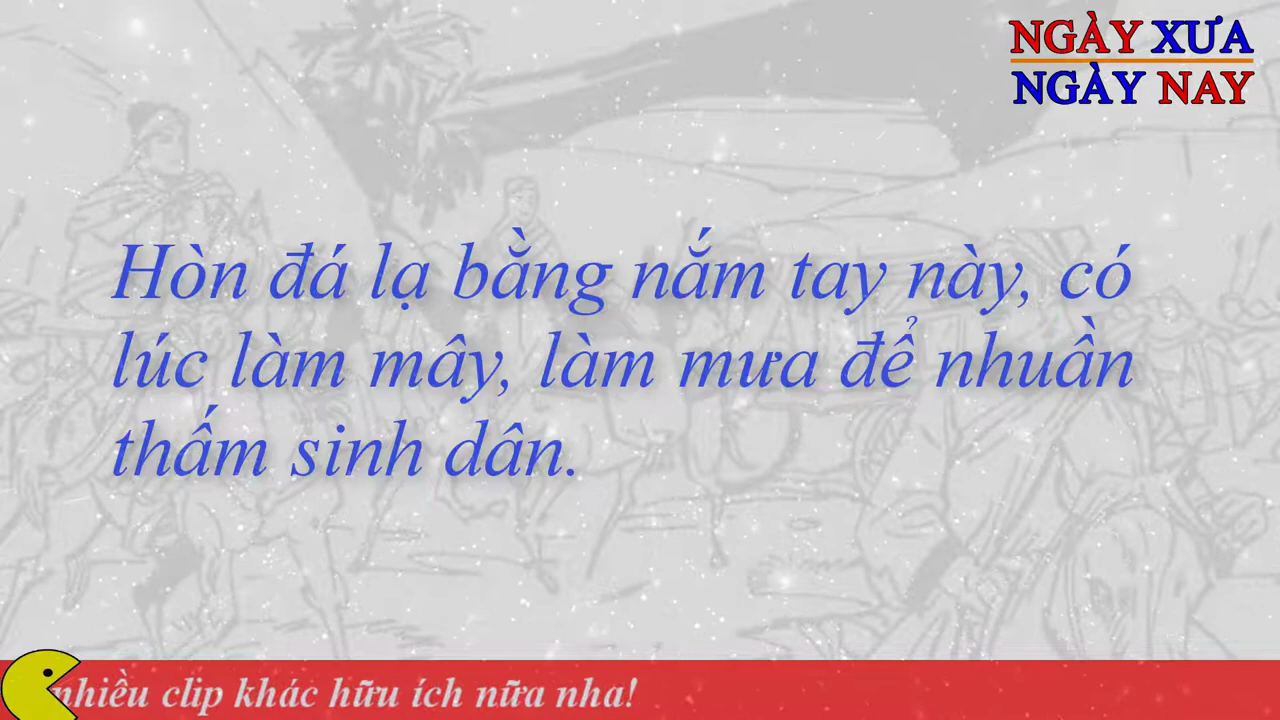 NGÀY XƯA
NGÀY NAY
Hòn đá lạ bằng nắm tay này, có
lúc làm mây, làm mưa để nhuần
thấm sinh dân.
nhiều clip khác hữu ích nữa nha!